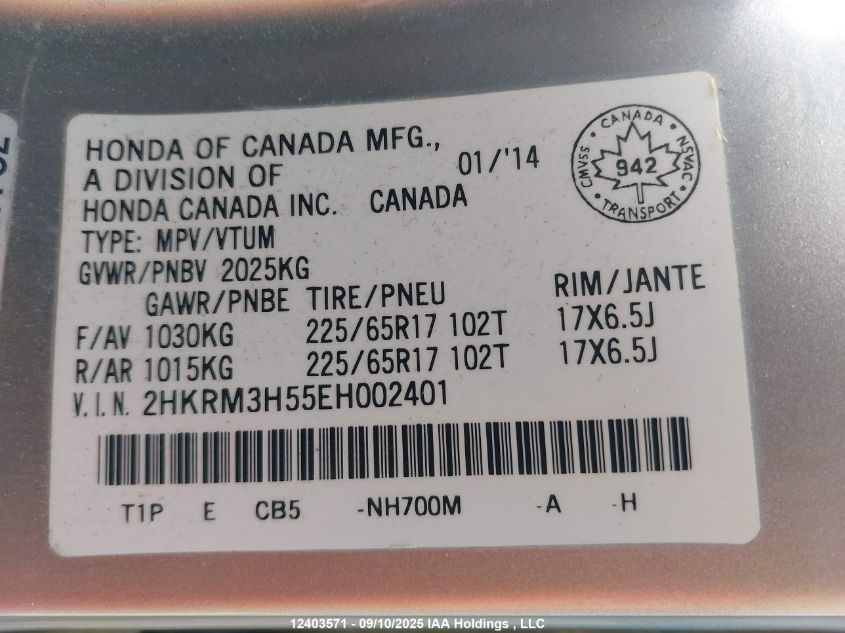 HONDA OF CANADA MFG.,
A DIVISION OF
01/'14
HONDA CANADA INC. CANADA
TYPE: MPV/VTUM
GVWR/PNBV 2025KG
GAWR/PNBE TIRE/PNEU RIM/JANTE
F/AV 1030KG 225/65R17 102T 17X6.5J
R/AR 1015KG 225/65R17 102T 17X6.5J
V.I.N. 2HKRM3H55EH002401
T1P E CB5 -NH700M -A -H
CANADA
CMVSS
942
NSVAC
TRANSPORT
12403571 - 09/10/2025 IAA Holdings , LLC